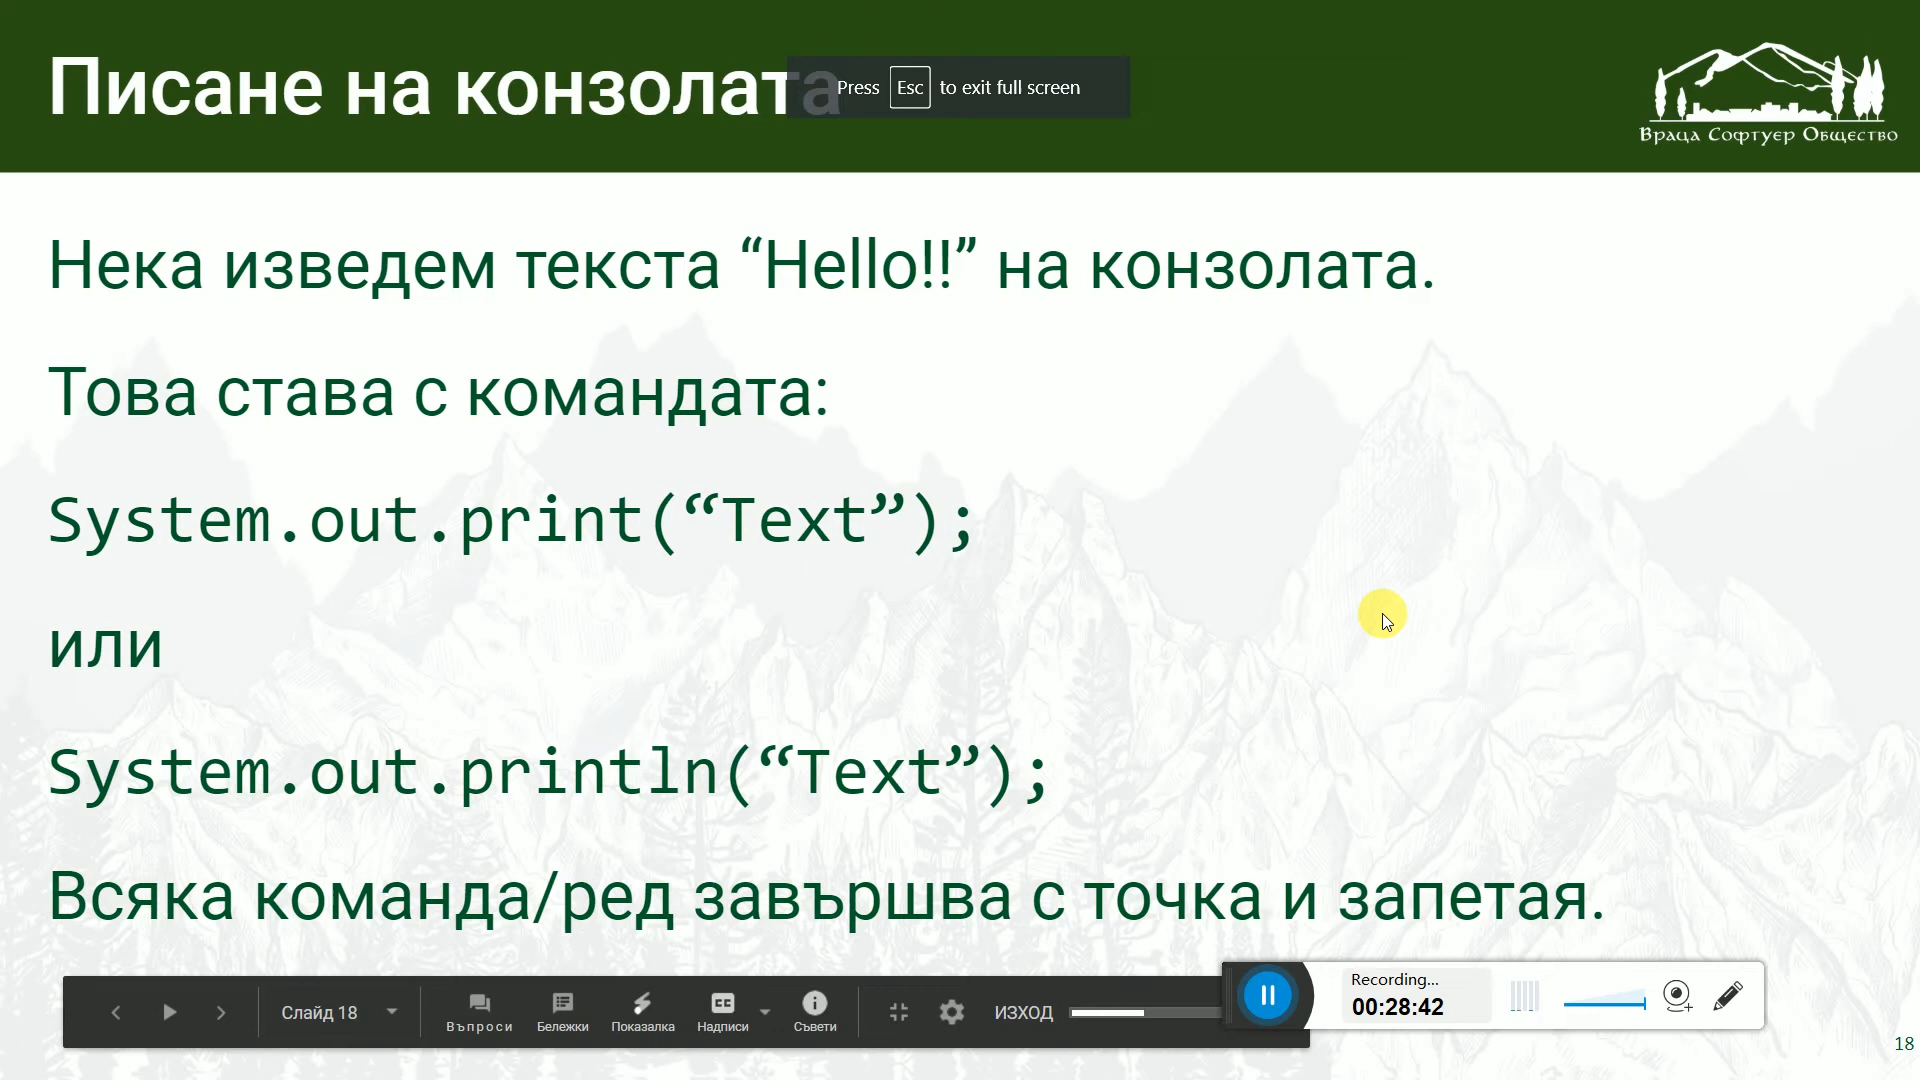 Писане на конзолата
Press Esc to exit full screen
Враца Софтуер Общество
Нека изведем текста “Hello!!” на конзолата.
Това става с командата:
System.out.print(“Text”);
или
System.out.println(“Text”);
Всяка команда/ред завършва с точка и запетая.
Слайд 18
Въпроси
Бележки
Показалка
CC
Надписи
Съвети
ИЗХОД
Recording...
00:28:42
18